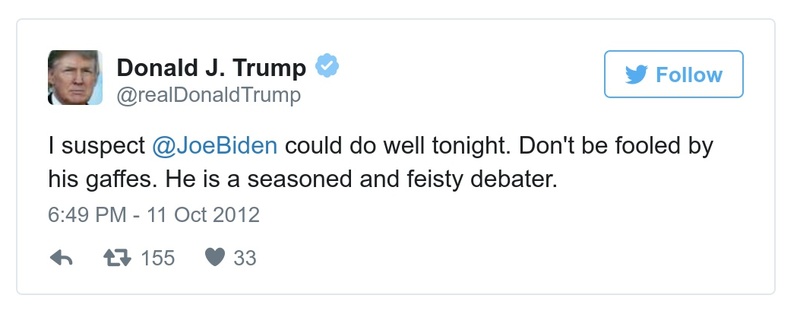 Donald J. Trump
Follow
@realDonaldTrump
I suspect @JoeBiden could do well tonight. Don't be fooled by
his gaffes. He is a seasoned and feisty debater.
6:49 PM - 11 Oct 2012
155 33